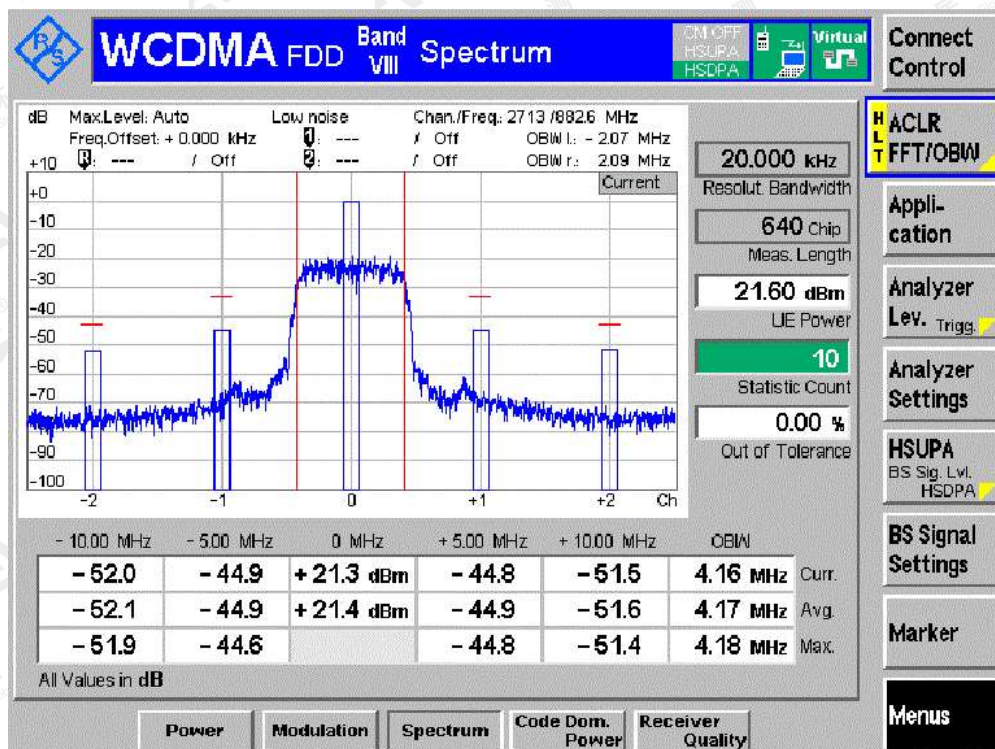 R/S
WCDMA FDD Band VIII Spectrum
CM OFF
HSUPA
HSDPA
Virtual
Connect Control
dB Max.Level: Auto Low noise Chan./Freq.: 2713 /882.6 MHz
Freq.Offset: + 0.000 kHz 1: --- / Off OBW l.: - 2.07 MHz
+10 R: --- / Off 2: --- / Off OBW r.: 2.09 MHz
Current
+0
-10
-20
-30
-40
-50
-60
-70
-90
-100
-2 -1 0 +1 +2 Ch
20.000 kHz
Resolut. Bandwidth
640 Chip
Meas. Length
21.60 dBm
UE Power
10
Statistic Count
0.00 %
Out of Tolerance
HLT
ACLR
FFT/OBW
Appli-
cation
Analyzer
Lev. Trigg.
Analyzer
Settings
HSUPA
BS Sig. Lvl.
HSDPA
BS Signal
Settings
Marker
Menus
- 10.00 MHz - 5.00 MHz 0 MHz + 5.00 MHz + 10.00 MHz OBW
- 52.0 - 44.9 + 21.3 dBm - 44.8 - 51.5 4.16 MHz Curr.
- 52.1 - 44.9 + 21.4 dBm - 44.9 - 51.6 4.17 MHz Avg.
- 51.9 - 44.6 - 44.8 - 51.4 4.18 MHz Max.
All Values in dB
Power Modulation Spectrum Code Dom. Power Receiver Quality